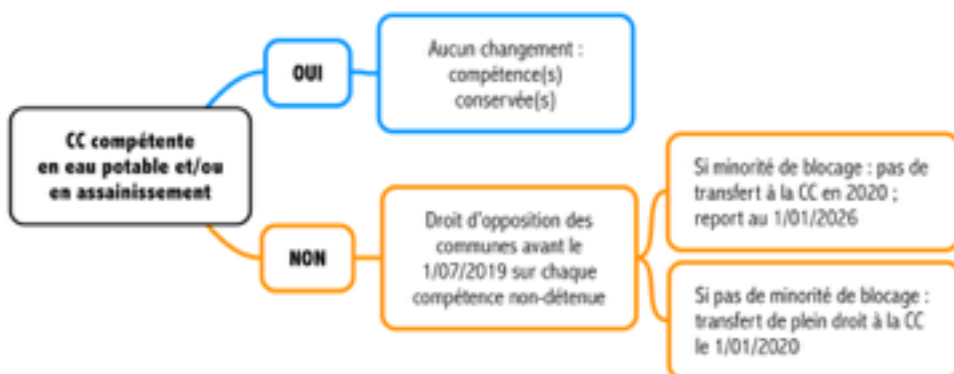 CC compétente
en eau potable et/ou
en assainissement
OUI
Aucun changement :
compétence(s)
conservée(s)
NON
Droit d'opposition des
communes avant le
1/07/2019 sur chaque
compétence non-détenue
Si minorité de blocage : pas de
transfert à la CC en 2020 ;
report au 1/01/2026
Si pas de minorité de blocage :
transfert de plein droit à la CC
le 1/01/2020